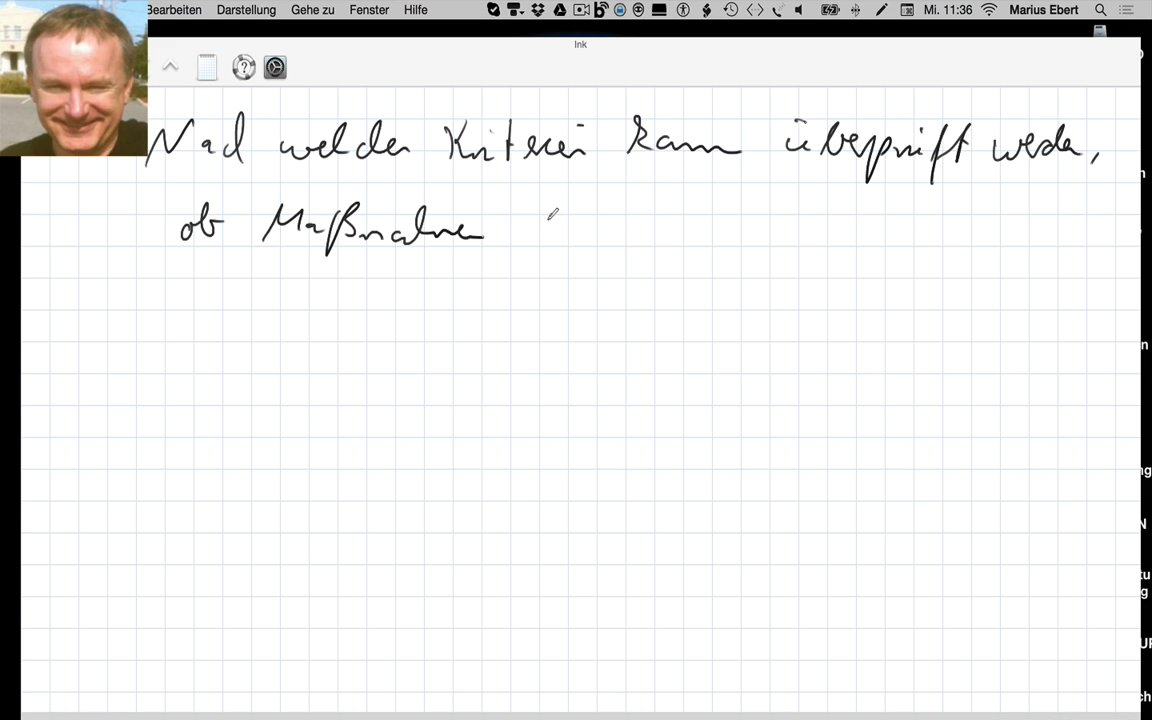 Bearbeiten Darstellung Gehe zu Fenster Hilfe Mi. 11:36 Marius Ebert
Ink
Nach welchen Kriterien kann überprüft werden,
ob Maßnahmen